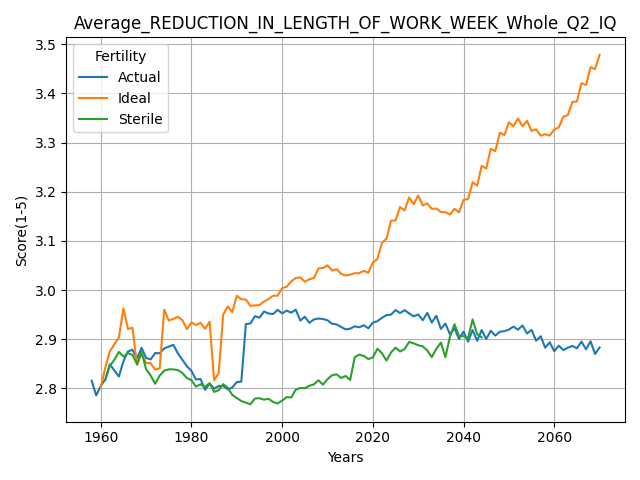 Average_REDUCTION_IN_LENGTH_OF_WORK_WEEK_Whole_Q2_IQ
Fertility
Actual
Ideal
Sterile
Score(1-5)
3.5
3.4
3.3
3.2
3.1
3.0
2.9
2.8
1960 1980 2000 2020 2040 2060
Years